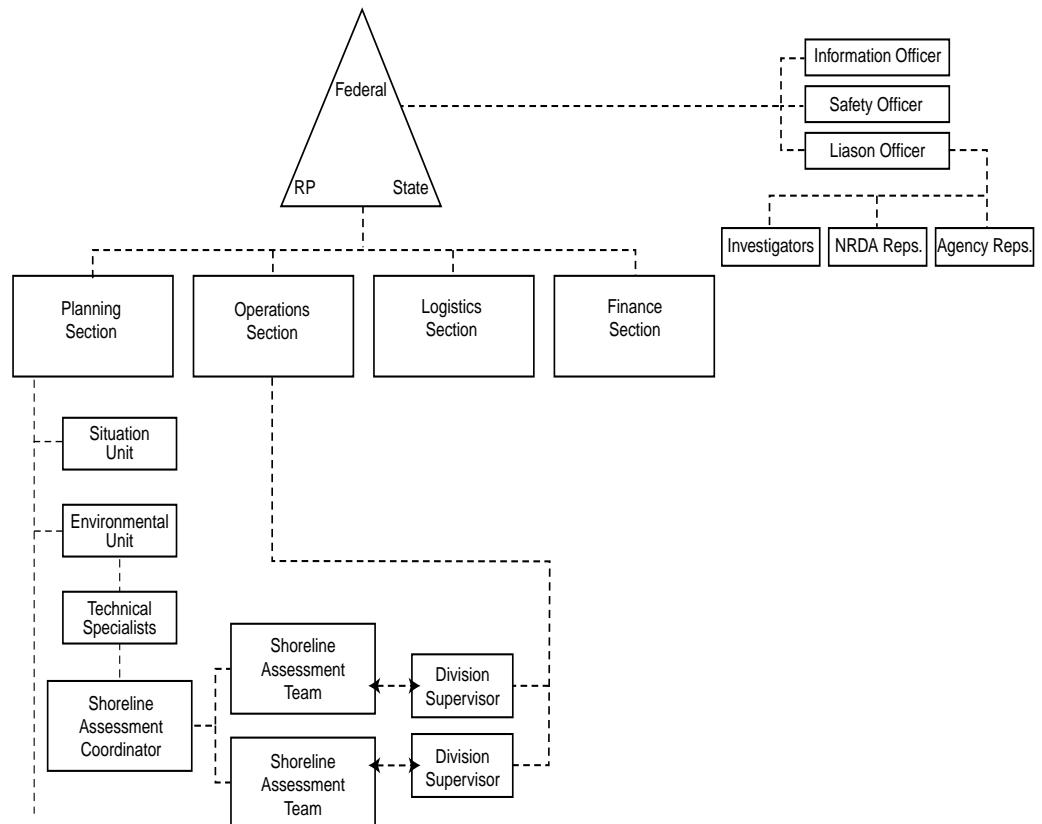 Federal
RP
State
Information Officer
Safety Officer
Liason Officer
Investigators
NRDA Reps.
Agency Reps.
Planning
Section
Operations
Section
Logistics
Section
Finance
Section
Situation
Unit
Environmental
Unit
Technical
Specialists
Shoreline
Assessment
Coordinator
Shoreline
Assessment
Team
Division
Supervisor
Shoreline
Assessment
Team
Division
Supervisor